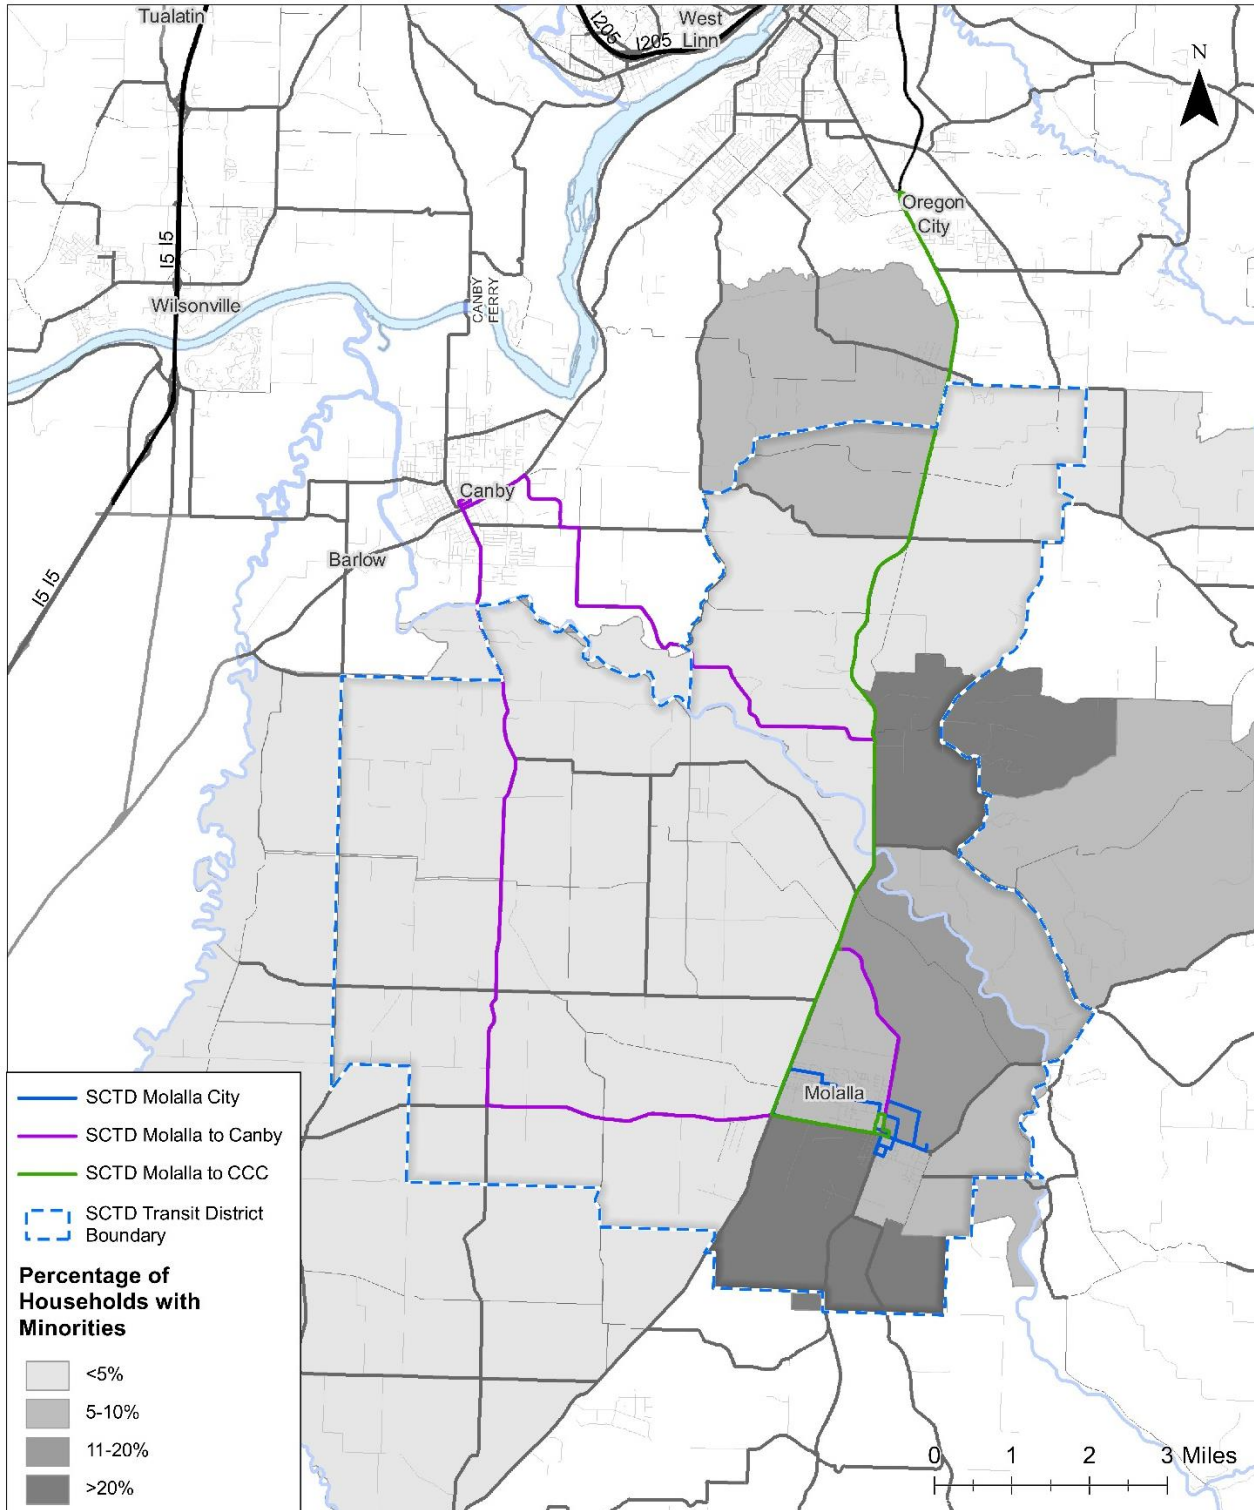 Tualatin
West
Linn
I205
I205
N
I5 I5
Oregon
City
Wilsonville
CANBY
FERRY
Canby
Barlow
I5 I5
Molalla
SCTD Molalla City
SCTD Molalla to Canby
SCTD Molalla to CCC
SCTD Transit District
Boundary
Percentage of
Households with
Minorities
<5%
5-10%
11-20%
>20%
0 1 2 3 Miles